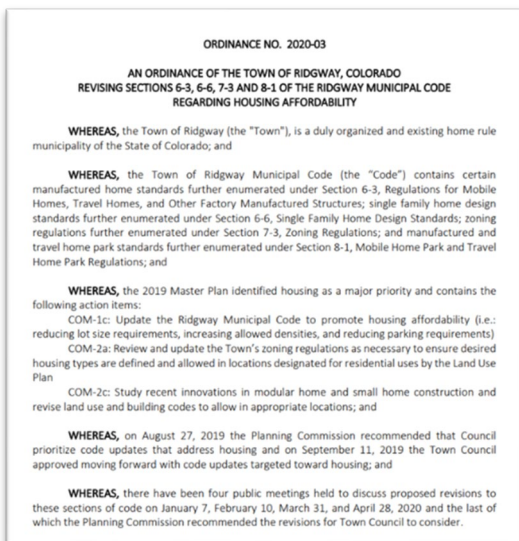 ORDINANCE NO. 2020-03
AN ORDINANCE OF THE TOWN OF RIDGWAY, COLORADO
REVISING SECTIONS 6-3, 6-6, 7-3 AND 8-1 OF THE RIDGWAY MUNICIPAL CODE
REGARDING HOUSING AFFORDABILITY
WHEREAS, the Town of Ridgway (the "Town"), is a duly organized and existing home rule
municipality of the State of Colorado; and
WHEREAS, the Town of Ridgway Municipal Code (the “Code”) contains certain
manufactured home standards further enumerated under Section 6-3, Regulations for Mobile
Homes, Travel Homes, and Other Factory Manufactured Structures; single family home design
standards further enumerated under Section 6-6, Single Family Home Design Standards; zoning
regulations further enumerated under Section 7-3, Zoning Regulations; and manufactured and
travel home park standards further enumerated under Section 8-1, Mobile Home Park and Travel
Home Park Regulations; and
WHEREAS, the 2019 Master Plan identified housing as a major priority and contains the
following action items:
COM-1c: Update the Ridgway Municipal Code to promote housing affordability (i.e.:
reducing lot size requirements, increasing allowed densities, and reducing parking requirements)
COM-2a: Review and update the Town’s zoning regulations as necessary to ensure desired
housing types are defined and allowed in locations designated for residential uses by the Land Use
Plan
COM-2c: Study recent innovations in modular home and small home construction and
revise land use and building codes to allow in appropriate locations; and
WHEREAS, on August 27, 2019 the Planning Commission recommended that Council
prioritize code updates that address housing and on September 11, 2019 the Town Council
approved moving forward with code updates targeted toward housing; and
WHEREAS, there have been four public meetings held to discuss proposed revisions to
these sections of code on January 7, February 10, March 31, and April 28, 2020 and the last of
which the Planning Commission recommended the revisions for Town Council to consider.